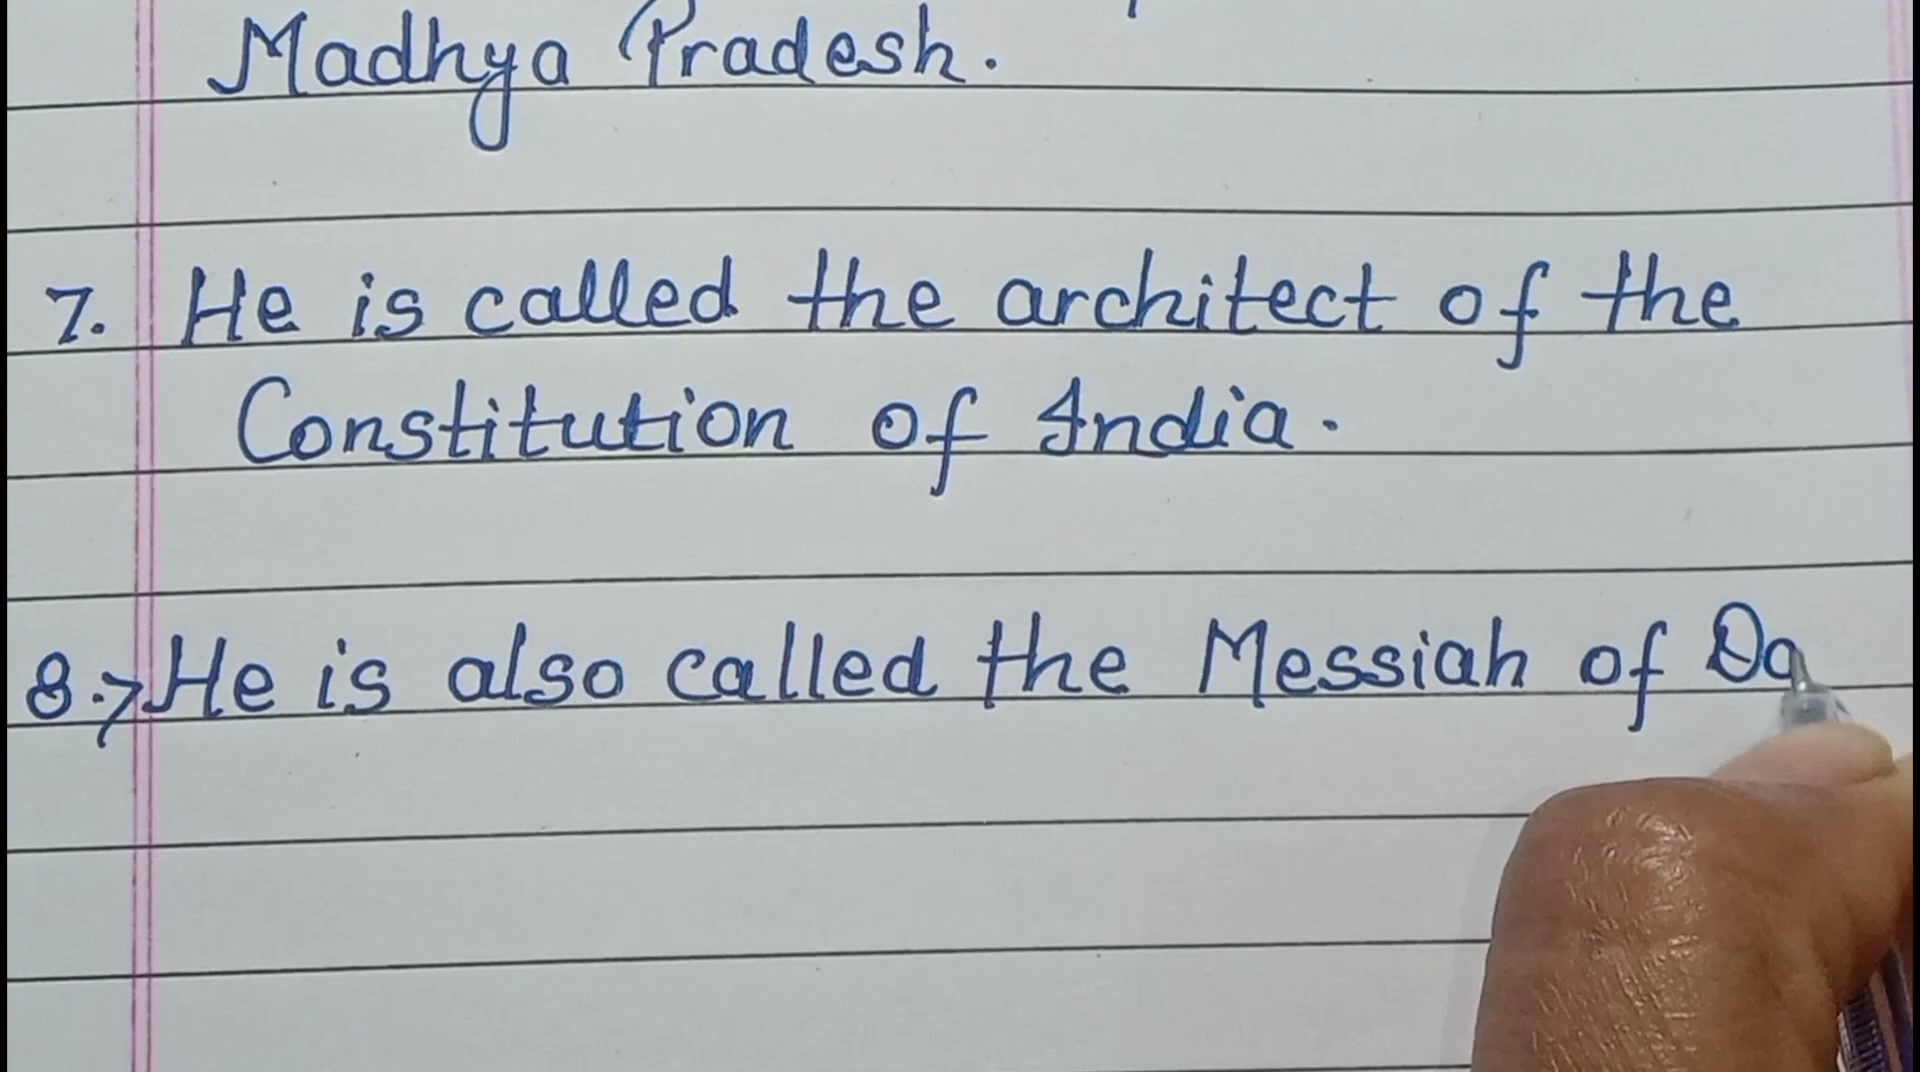 Madhya Pradesh.
7. He is called the architect of the
Constitution of India.
8.> He is also called the Messiah of Da